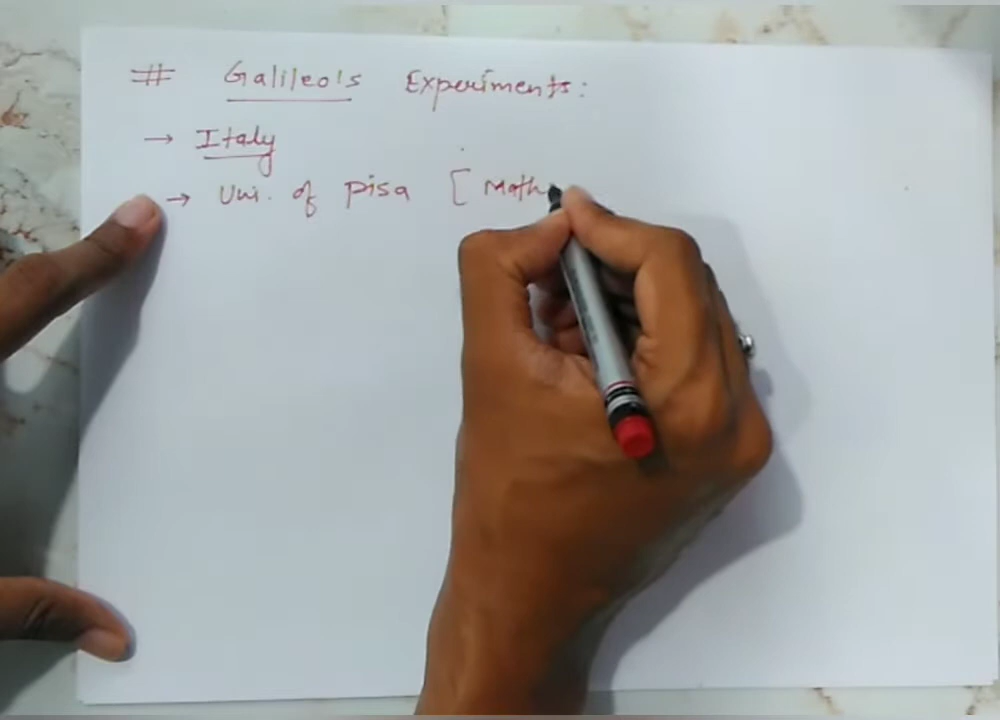 # Galileo's Experiments:
→ Italy
→ Uni. of pisa [ Math